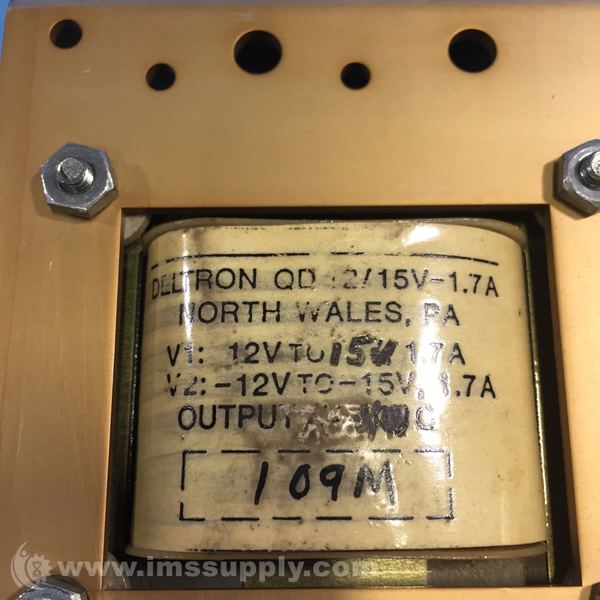 DELTRON QD 12/15V-1.7A
NORTH WALES, PA
V1: 12V TO 15V 1.7A
V2: -12V TO -15V, 1.7A
OUTPUT
109M
www.imssupply.com